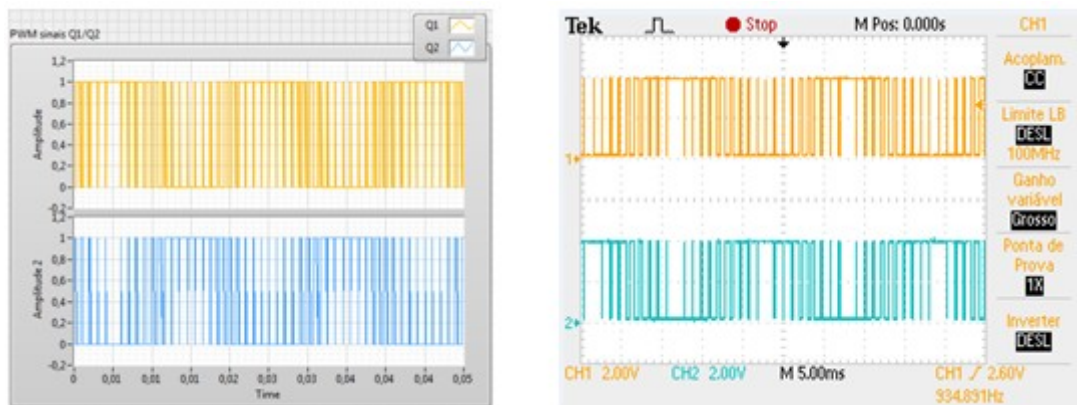 PWM sinais Q1/Q2
Q1
Q2
1,2
1
0,8
0,6
0,4
0,2
0
-0,2
Amplitude
1,2
1
0,8
0,6
0,4
0,2
0
-0,2
Amplitude 2
0 0,01 0,01 0,01 0,02 0,03 0,03 0,04 0,04 0,05
Time
Tek Stop M Pos: 0.000s CH1
Acoplam.
CC
Limite LB
DESL
100MHz
Ganho
variável
Grosso
Ponta de
Prova
1X
Inverter
DESL
1
2
CH1 2.00V CH2 2.00V M 5.00ms CH1 2.60V
934.891Hz